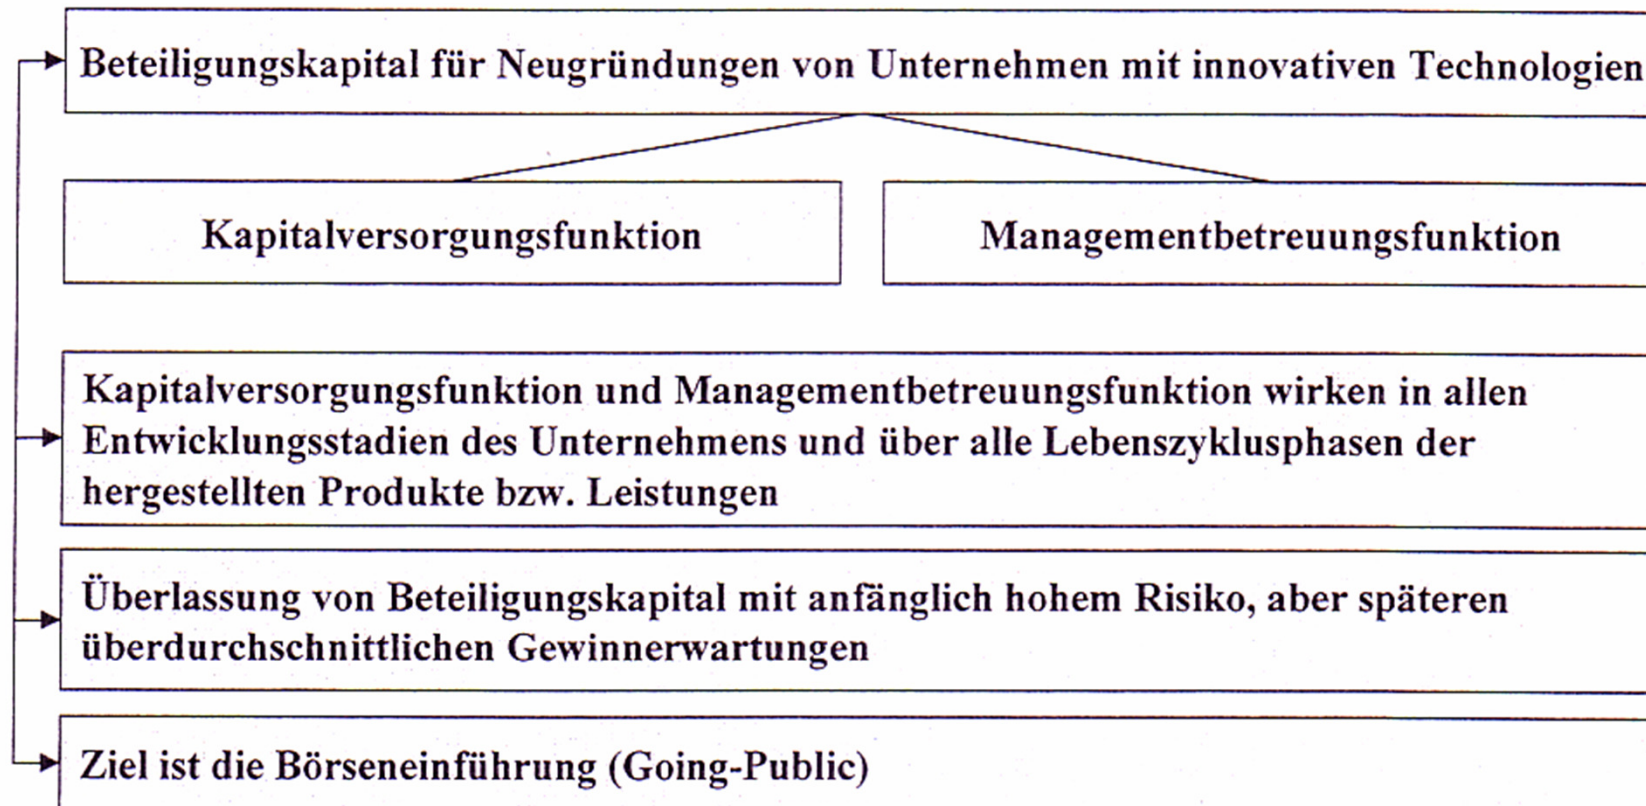 Beteiligungskapital für Neugründungen von Unternehmen mit innovativen Technologien
Kapitalversorgungsfunktion
Managementbetreuungsfunktion
Kapitalversorgungsfunktion und Managementbetreuungsfunktion wirken in allen
Entwicklungsstadien des Unternehmens und über alle Lebenszyklusphasen der
hergestellten Produkte bzw. Leistungen
Überlassung von Beteiligungskapital mit anfänglich hohem Risiko, aber späteren
überdurchschnittlichen Gewinnerwartungen
Ziel ist die Börseneinführung (Going-Public)